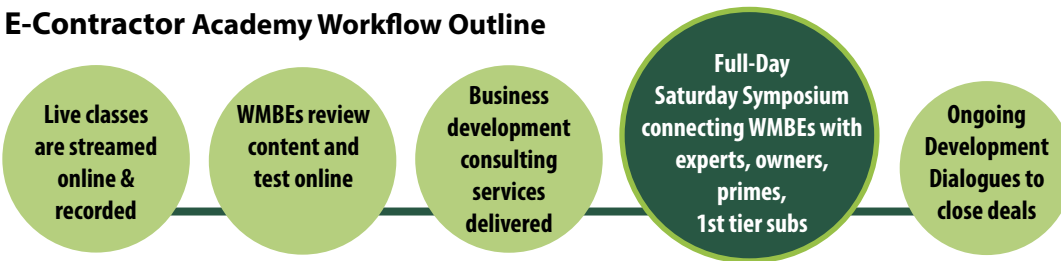 E-Contractor Academy Workflow Outline
Live classes
are streamed
online &
recorded
WMBEs review
content and
test online
Business
development
consulting
services
delivered
Full-Day
Saturday Symposium
connecting WMBEs with
experts, owners,
primes,
1st tier subs
Ongoing
Development
Dialogues to
close deals